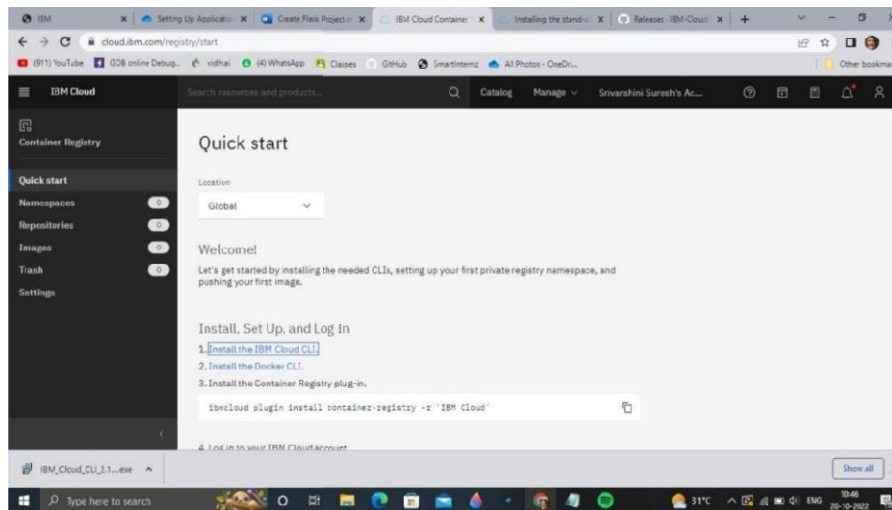 IBM
Setting Up Applicatio
Create Flask Project
IBM Cloud Container
Installing the stand-
Releases · IBM-Cloud
cloud.ibm.com/registry/start
(911) YouTube
GDB online Debug...
vidhai
(4) WhatsApp
Classes
GitHub
Smartinternz
All Photos - OneDri...
Other bookmar
IBM Cloud
Search resources and products...
Catalog
Manage
Srivarshini Suresh's Ac...
Container Registry
Quick start
Namespaces 0
Repositories 0
Images 0
Trash 0
Settings
Quick start
Location
Global
Welcome!
Let's get started by installing the needed CLIs, setting up your first private registry namespace, and
pushing your first image.
Install, Set Up, and Log In
1. Install the IBM Cloud CLI.
2. Install the Docker CLI.
3. Install the Container Registry plug-in.
ibmcloud plugin install container-registry -r 'IBM Cloud'
4. Log in to your IBM Cloud account
IBM_Cloud_CLI_2.1....exe
Show all
Type here to search
31°C
ENG
10:46
20-10-2022